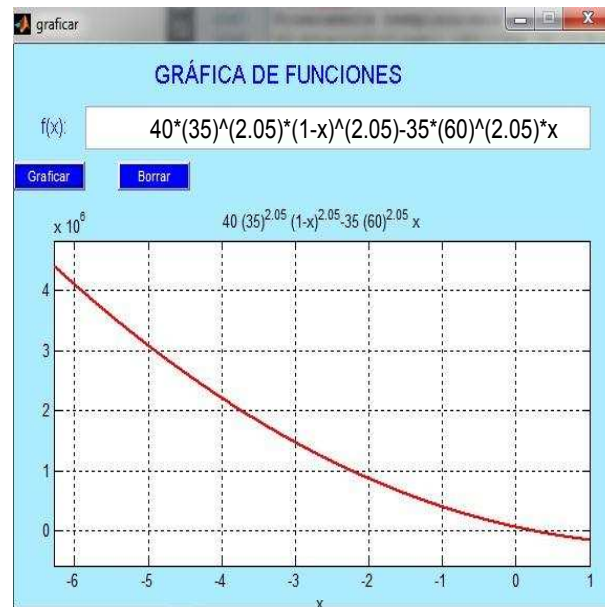 graficar
GRÁFICA DE FUNCIONES
f(x):
40*(35)^(2.05)*(1-x)^(2.05)-35*(60)^(2.05)*x
Graficar
Borrar
x 10^6
40 (35)^2.05 (1-x)^2.05-35 (60)^2.05 x
4
3
2
1
0
-6 -5 -4 -3 -2 -1 0 1
x